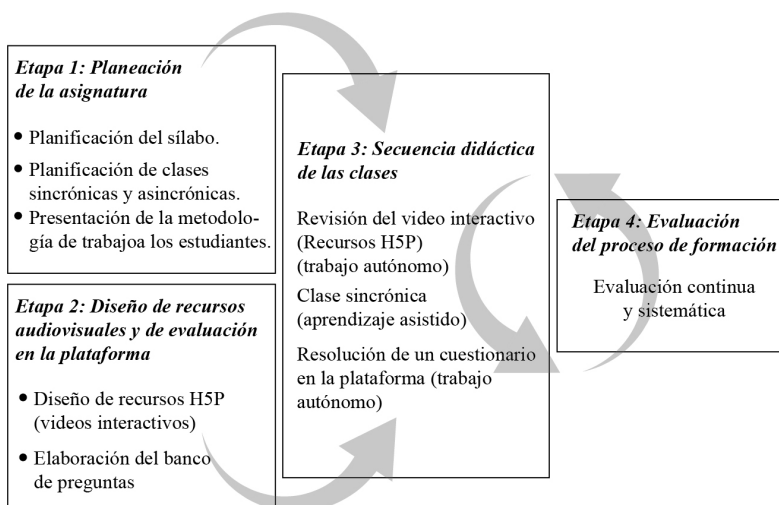 Etapa 1: Planeación
de la asignatura
• Planificación del sílabo.
• Planificación de clases
sincrónicas y asincrónicas.
• Presentación de la metodolo-
gía de trabajoa los estudiantes.
Etapa 2: Diseño de recursos
audiovisuales y de evaluación
en la plataforma
• Diseño de recursos H5P
(videos interactivos)
• Elaboración del banco
de preguntas
Etapa 3: Secuencia didáctica
de las clases
Revisión del video interactivo
(Recursos H5P)
(trabajo autónomo)
Clase sincrónica
(aprendizaje asistido)
Resolución de un cuestionario
en la plataforma (trabajo
autónomo)
Etapa 4: Evaluación
del proceso de formación
Evaluación continua
y sistemática